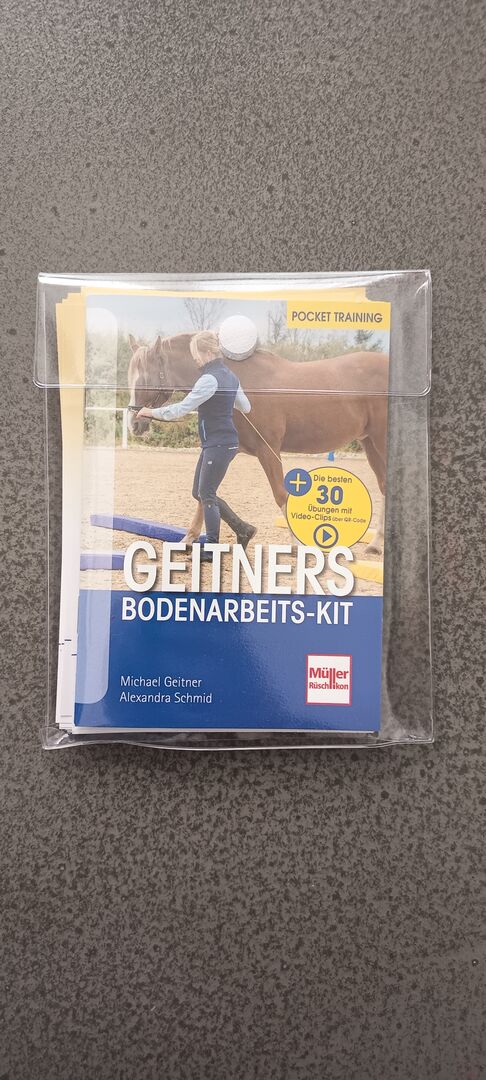 POCKET TRAINING
+ Die besten
30
Übungen mit
Video-Clips über QR-Code
GEITNERS
BODENARBEITS-KIT
Michael Geitner
Alexandra Schmid
Müller
Rüschlikon